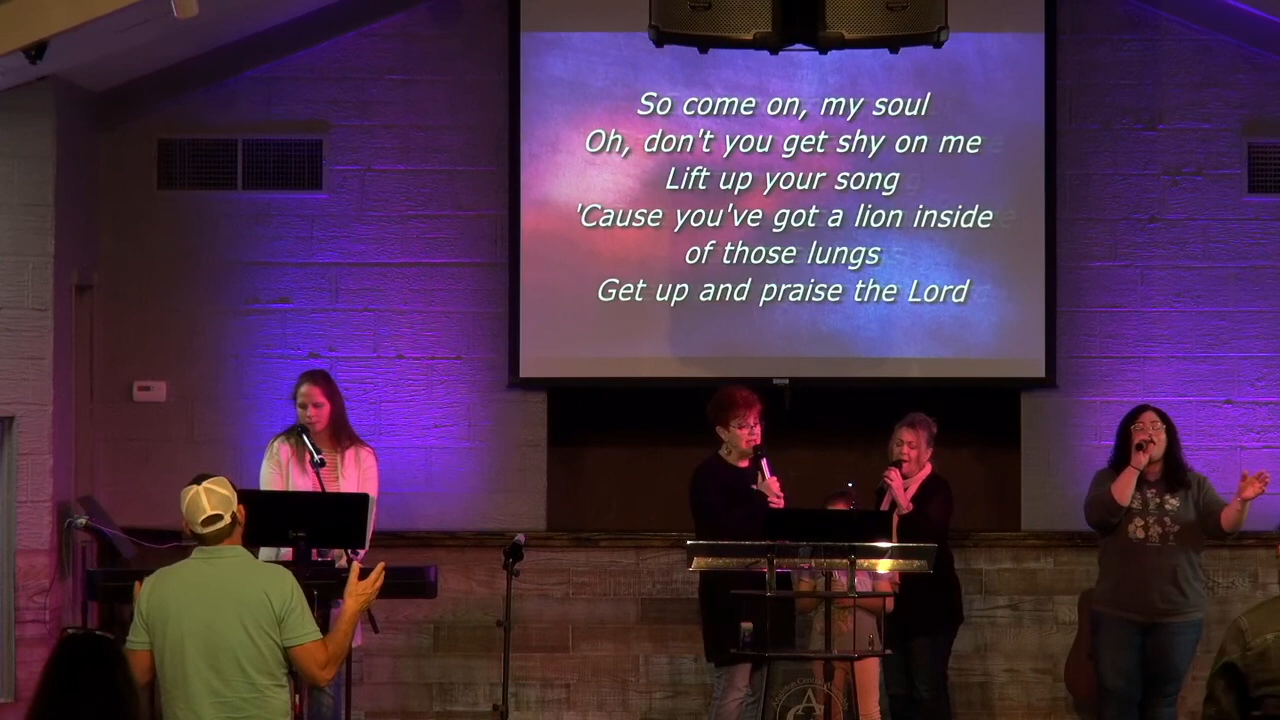 So come on, my soul
Oh, don't you get shy on me
Lift up your song
'Cause you've got a lion inside
of those lungs
Get up and praise the Lord